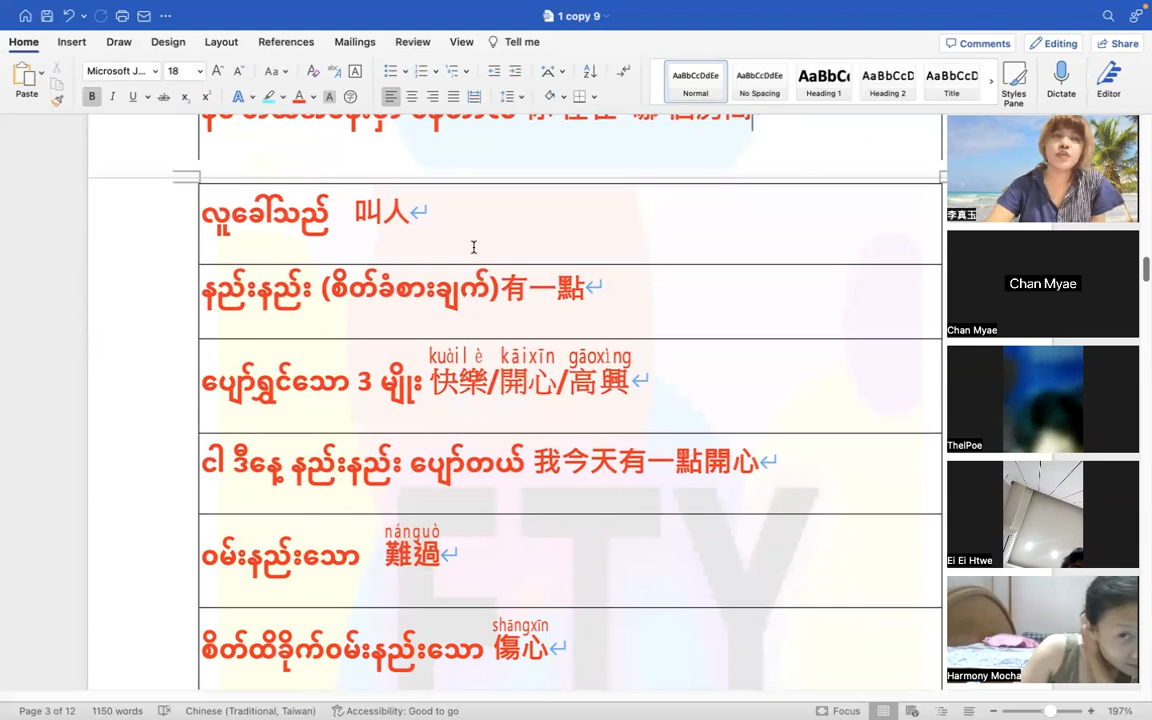 1 copy 9
Home Insert Draw Design Layout References Mailings Review View Tell me Comments Editing Share
Paste Microsoft J... 18 Aa AaBbCcDdEe Normal AaBbCcDdEe No Spacing AaBbC Heading 1 AaBbCcD Heading 2 AaBbCcD Title Styles Pane Dictate Editor
လူခေါ်သည် 叫人
နည်းနည်း (စိတ်ခံစားချက်)有一點
kuàilè kāixīn gāoxìng
ပျော်ရွှင်သော 3 မျိုး 快樂/開心/高興
ငါ ဒီနေ့ နည်းနည်း ပျော်တယ် 我今天有一點開心
nánguò
ဝမ်းနည်းသော 難過
shāngxīn
စိတ်ထိခိုက်ဝမ်းနည်းသော 傷心
ETY
李真玉
Chan Myae
Chan Myae
ThelPoe
Ei Ei Htwe
Harmony Mocha
Page 3 of 12 1150 words Chinese (Traditional, Taiwan) Accessibility: Good to go Focus 197%